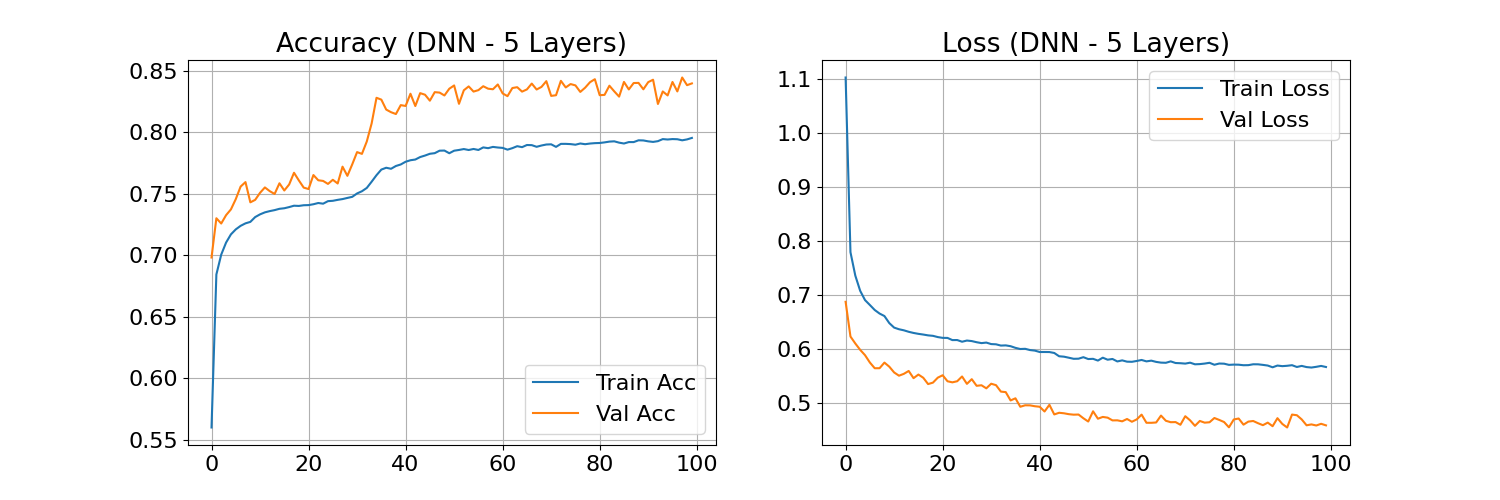 Accuracy (DNN - 5 Layers)
0.85
0.80
0.75
0.70
0.65
0.60
0.55
0 20 40 60 80 100
Train Acc
Val Acc
Loss (DNN - 5 Layers)
1.1
1.0
0.9
0.8
0.7
0.6
0.5
0 20 40 60 80 100
Train Loss
Val Loss